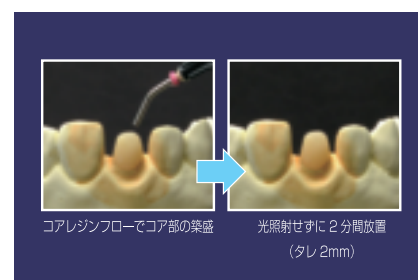 コアレジンフローでコア部の築盛
光照射せずに2分間放置
（タレ2mm）